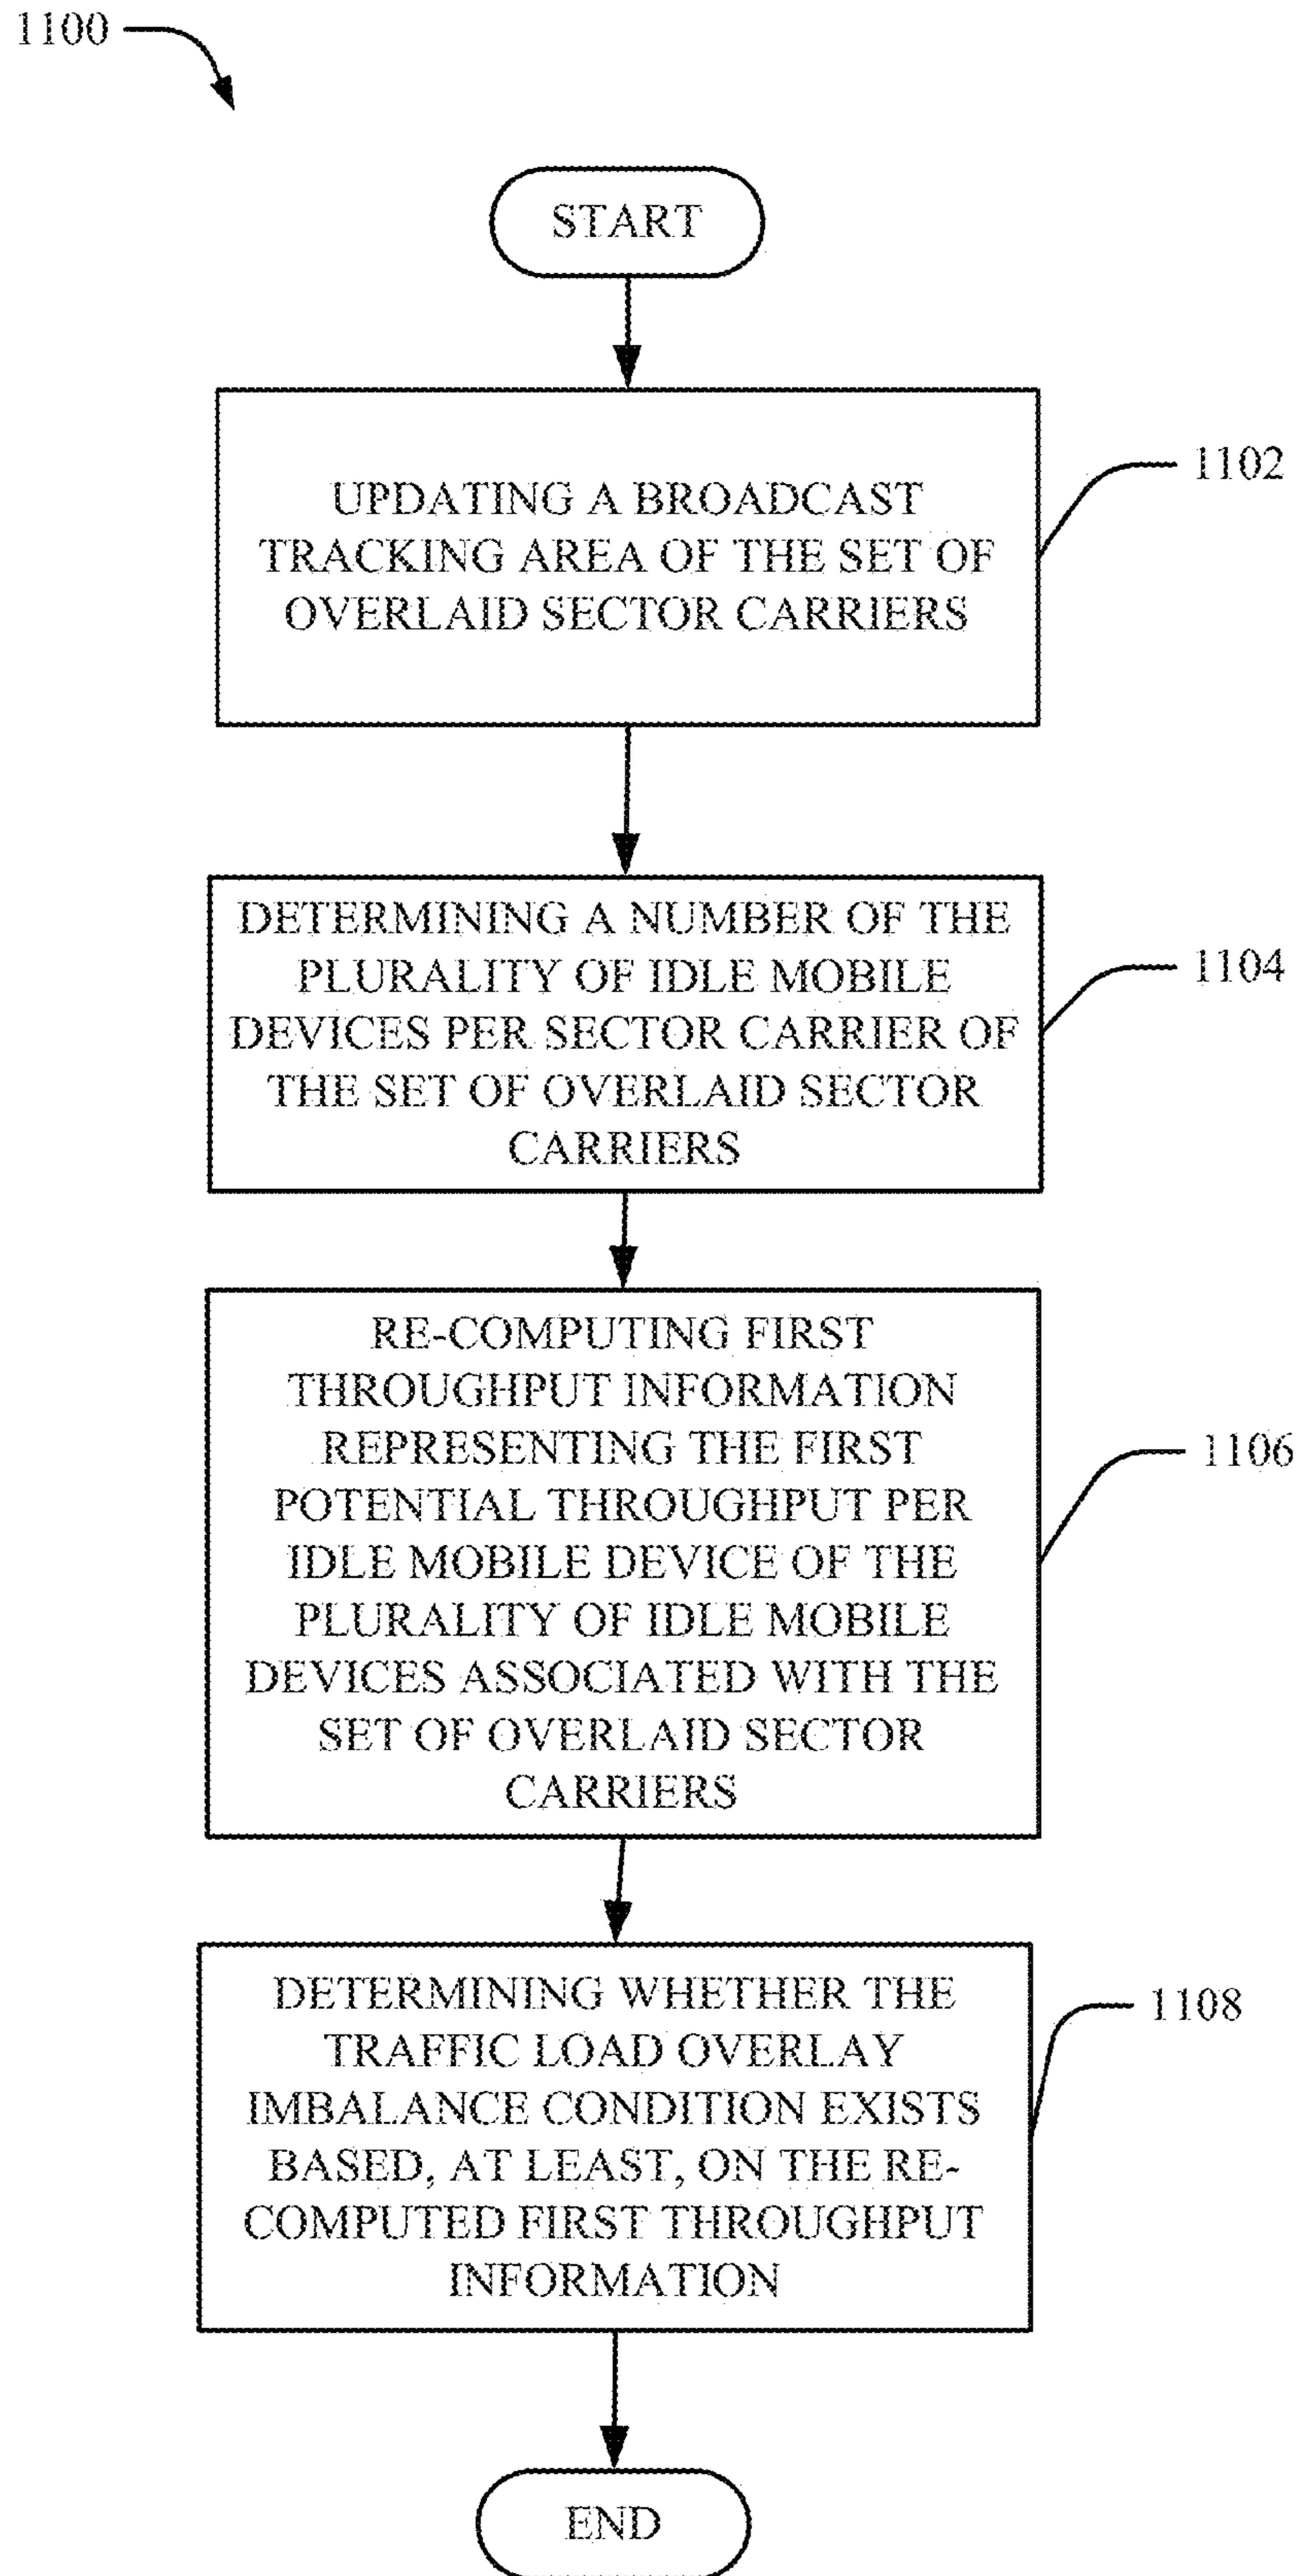 1100
START
UPDATING A BROADCAST
TRACKING AREA OF THE SET OF
OVERLAID SECTOR CARRIERS
1102
DETERMINING A NUMBER OF THE
PLURALITY OF IDLE MOBILE
DEVICES PER SECTOR CARRIER OF
THE SET OF OVERLAID SECTOR
CARRIERS
1104
RE-COMPUTING FIRST
THROUGHPUT INFORMATION
REPRESENTING THE FIRST
POTENTIAL THROUGHPUT PER
IDLE MOBILE DEVICE OF THE
PLURALITY OF IDLE MOBILE
DEVICES ASSOCIATED WITH THE
SET OF OVERLAID SECTOR
CARRIERS
1106
DETERMINING WHETHER THE
TRAFFIC LOAD OVERLAY
IMBALANCE CONDITION EXISTS
BASED, AT LEAST, ON THE RE-
COMPUTED FIRST THROUGHPUT
INFORMATION
1108
END